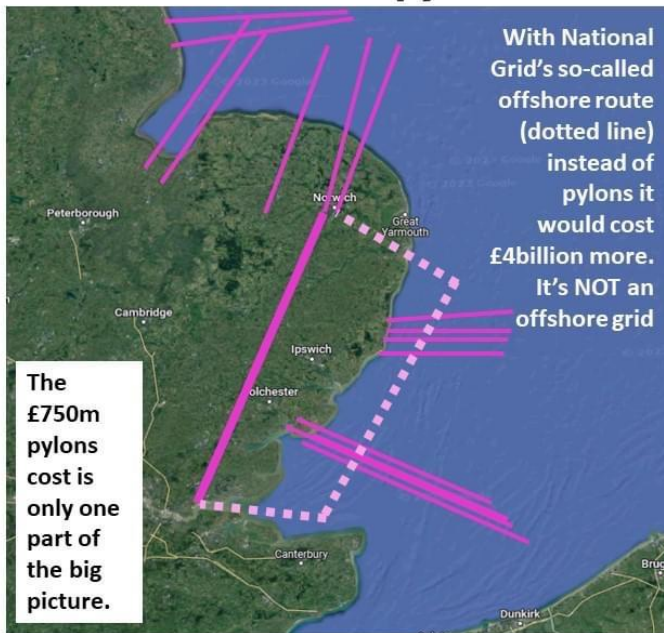 With National
Grid's so-called
offshore route
(dotted line)
instead of
pylons it
would cost
£4billion more.
It's NOT an
offshore grid
Norwich
Peterborough
Great
Yarmouth
Cambridge
Ipswich
olchester
The
£750m
pylons
cost is
only one
part of
the big
picture.
Canterbury
Dunkirk
Brug